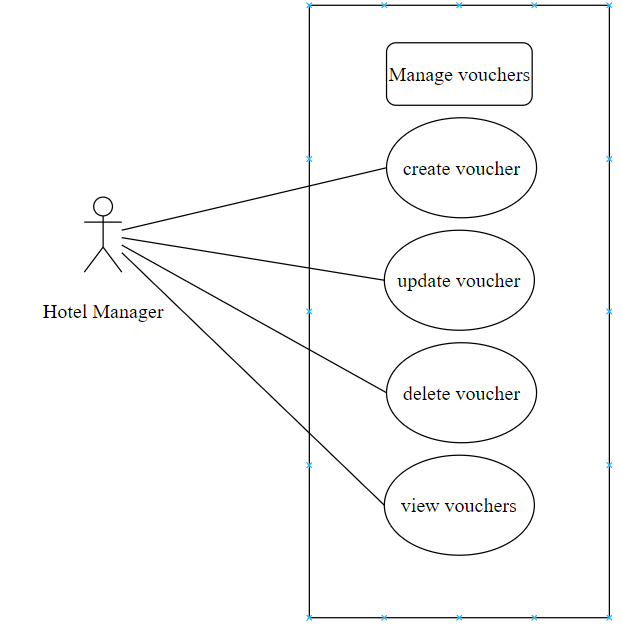 Manage vouchers
create voucher
update voucher
Hotel Manager
delete voucher
view vouchers